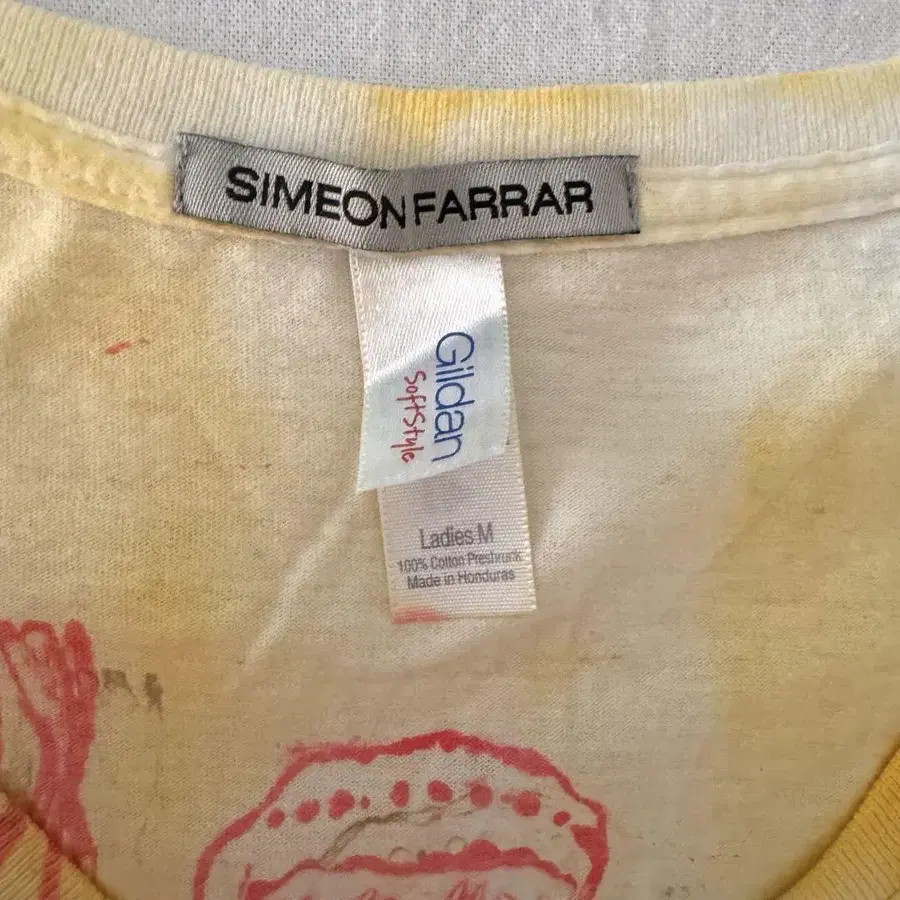 SIMEONFARRAR
Gildan
SoftStyle
Ladies M
100% Cotton Preshrunk
Made in Honduras